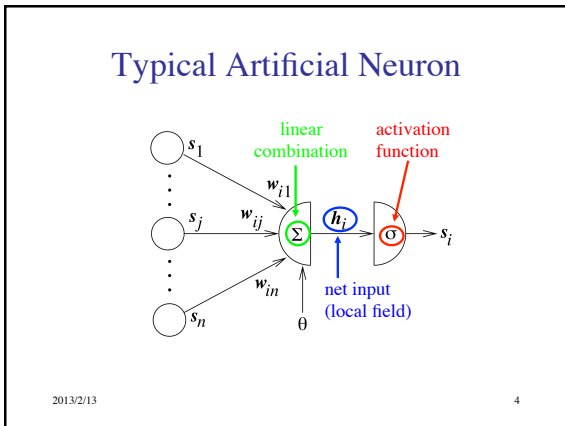 Typical Artificial Neuron
linear
combination
activation
function
s1
wi1
sj
wij
Σ
hi
σ
si
win
net input
(local field)
sn
θ
2013/2/13
4